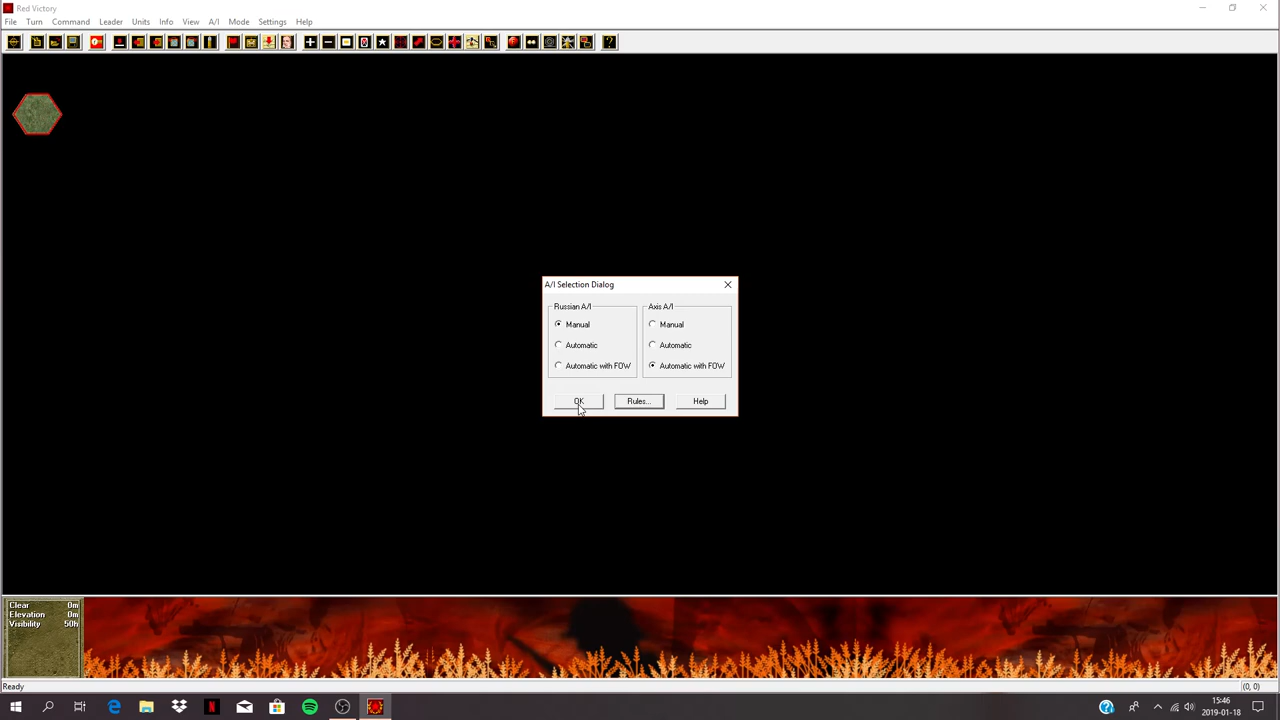 Red Victory
File Turn Command Leader Units Info View A/I Mode Settings Help
A/I Selection Dialog
Russian A/I Axis A/I
Manual Manual
Automatic Automatic
Automatic with FOW Automatic with FOW
OK Rules... Help
Clear 0m
Elevation 0m
Visibility 50h
Ready (0, 0)
15:46
2019-01-18